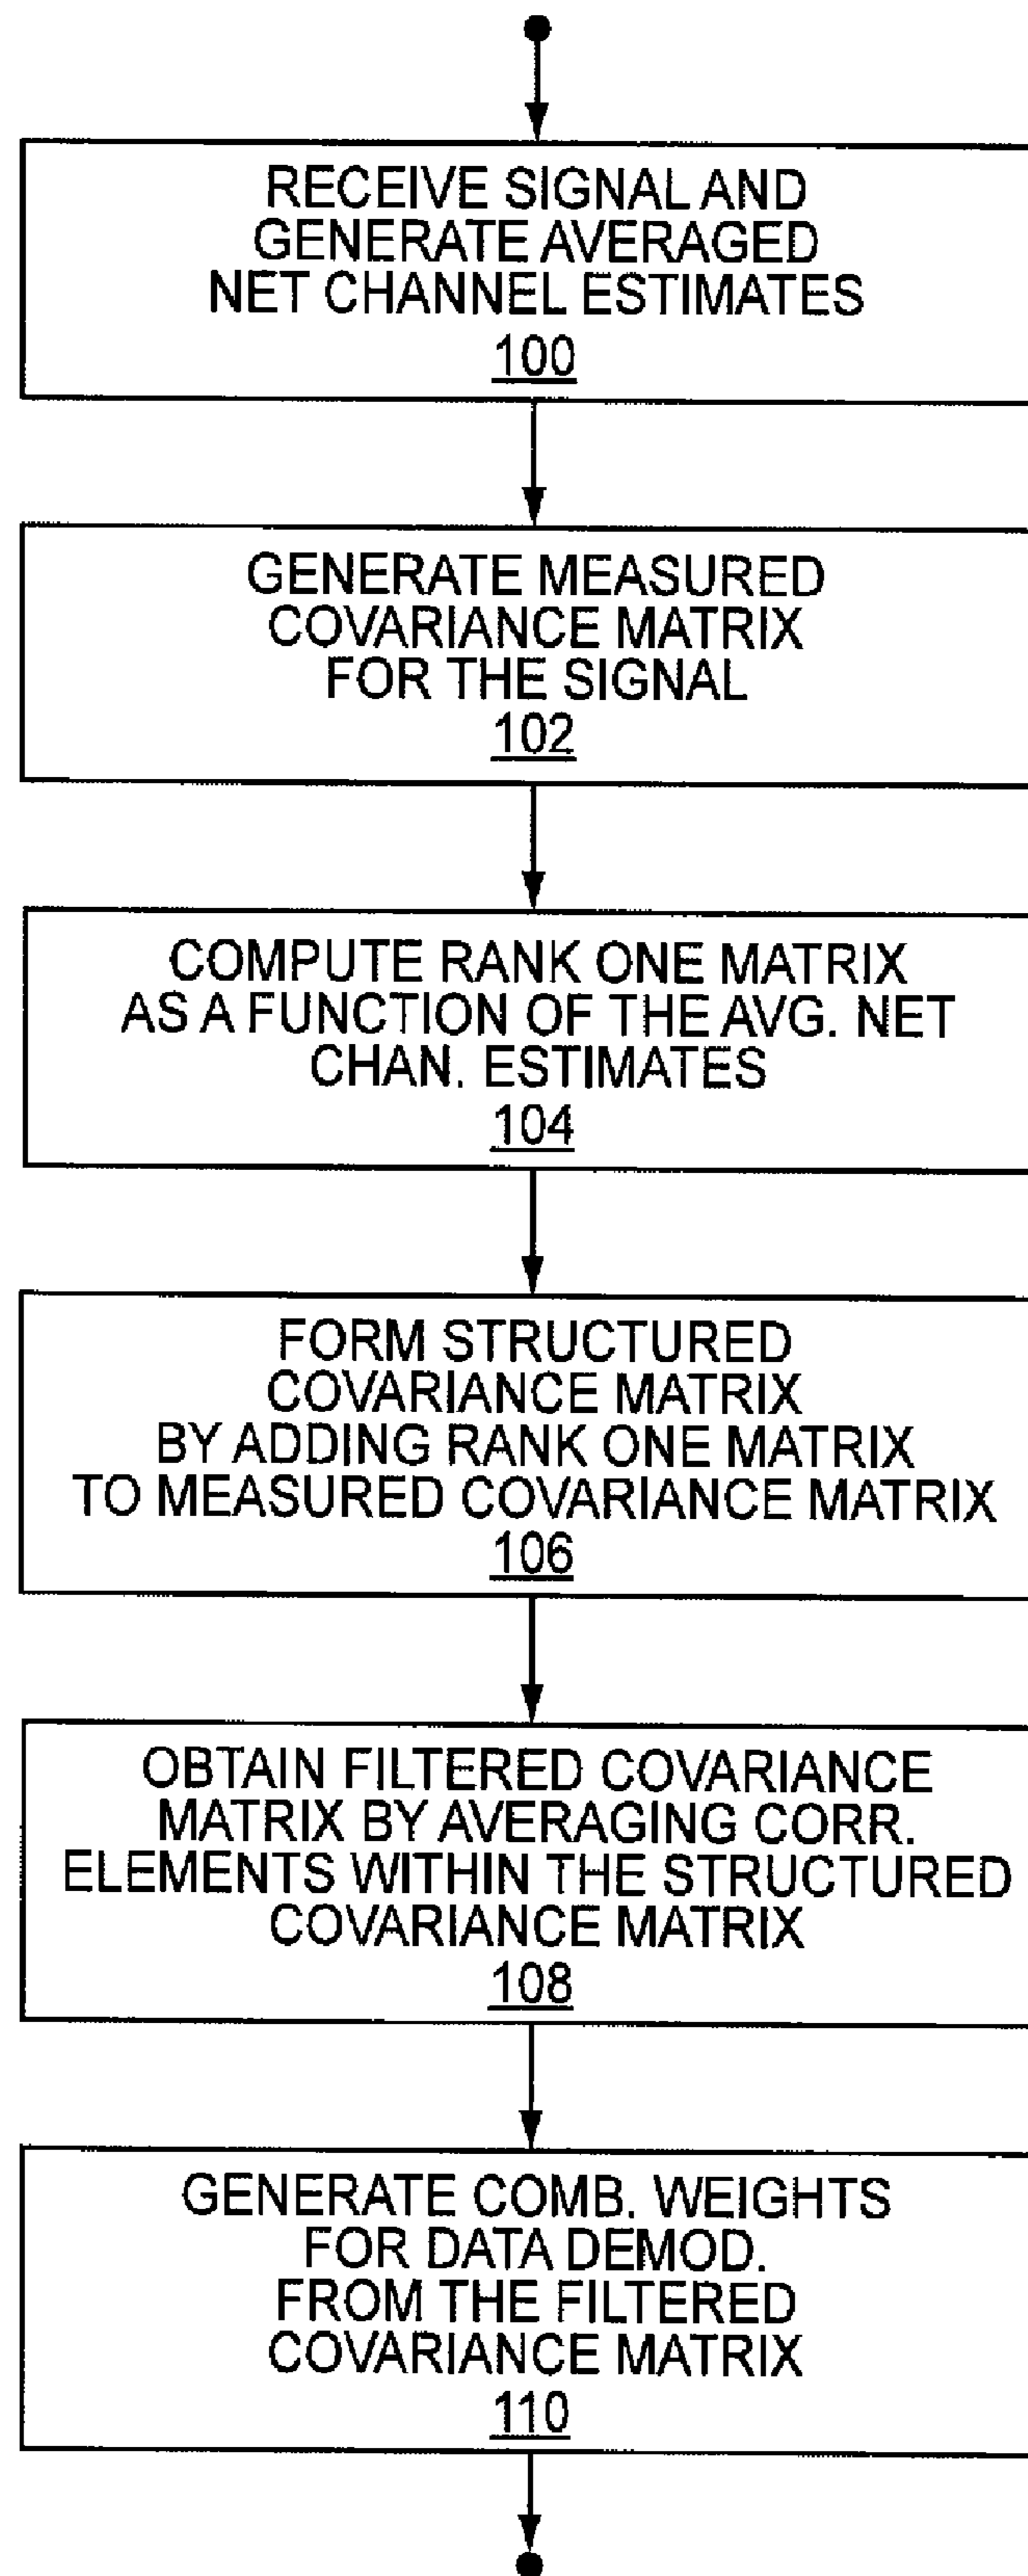 RECEIVE SIGNAL AND
GENERATE AVERAGED
NET CHANNEL ESTIMATES
100
GENERATE MEASURED
COVARIANCE MATRIX
FOR THE SIGNAL
102
COMPUTE RANK ONE MATRIX
AS A FUNCTION OF THE AVG. NET
CHAN. ESTIMATES
104
FORM STRUCTURED
COVARIANCE MATRIX
BY ADDING RANK ONE MATRIX
TO MEASURED COVARIANCE MATRIX
106
OBTAIN FILTERED COVARIANCE
MATRIX BY AVERAGING CORR.
ELEMENTS WITHIN THE STRUCTURED
COVARIANCE MATRIX
108
GENERATE COMB. WEIGHTS
FOR DATA DEMOD.
FROM THE FILTERED
COVARIANCE MATRIX
110